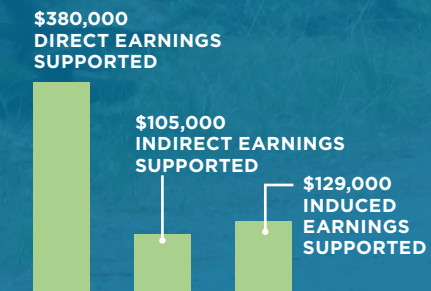 $380,000
DIRECT EARNINGS
SUPPORTED
$105,000
INDIRECT EARNINGS
SUPPORTED
$129,000
INDUCED
EARNINGS
SUPPORTED